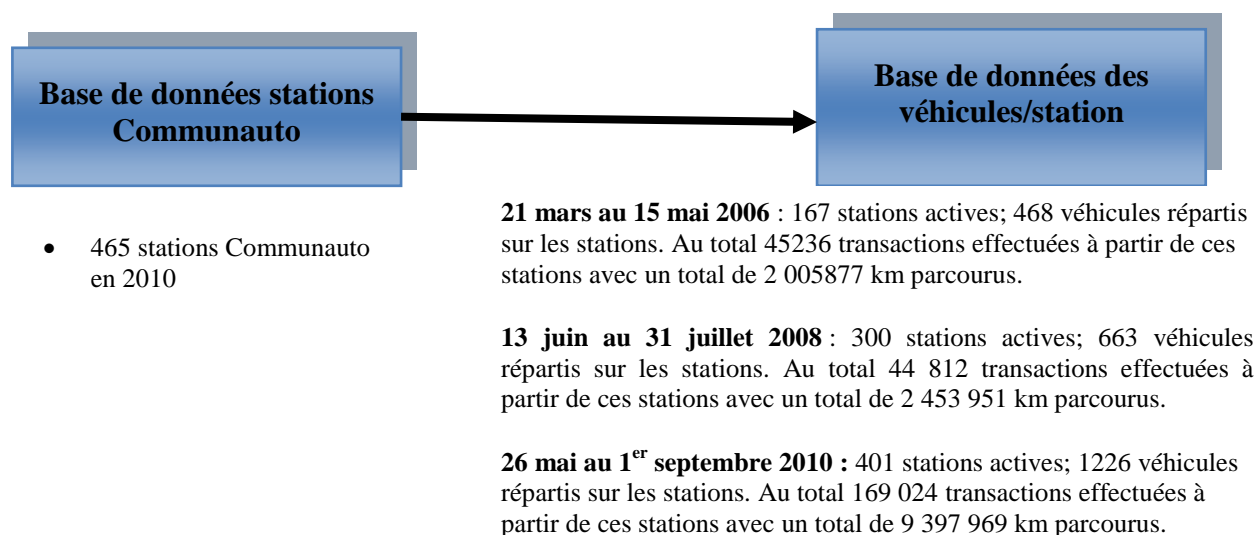 Base de données stations
Communauto
Base de données des
véhicules/station
• 465 stations Communauto
en 2010
21 mars au 15 mai 2006 : 167 stations actives; 468 véhicules répartis
sur les stations. Au total 45236 transactions effectuées à partir de ces
stations avec un total de 2 005877 km parcourus.
13 juin au 31 juillet 2008 : 300 stations actives; 663 véhicules
répartis sur les stations. Au total 44 812 transactions effectuées à
partir de ces stations avec un total de 2 453 951 km parcourus.
26 mai au 1er septembre 2010 : 401 stations actives; 1226 véhicules
répartis sur les stations. Au total 169 024 transactions effectuées à
partir de ces stations avec un total de 9 397 969 km parcourus.